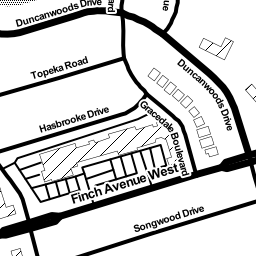 Duncanwoods Drive
Topeka Road
Duncanwoods Drive
Hasbrooke Drive
Gracedale Boulevard
Finch Avenue West
Songwood Drive